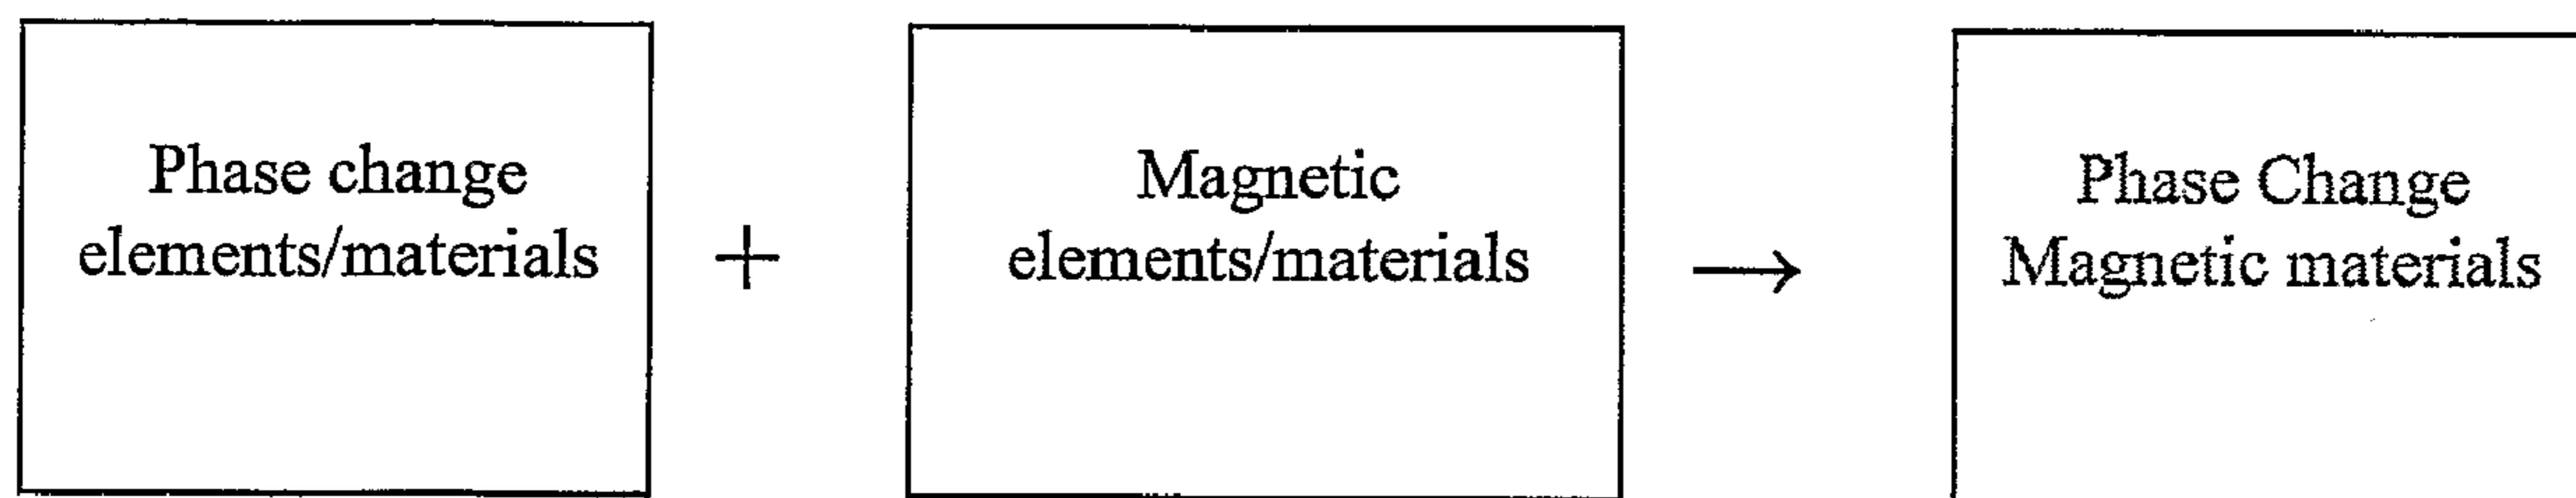 Phase change
elements/materials
+
Magnetic
elements/materials
→
Phase Change
Magnetic materials